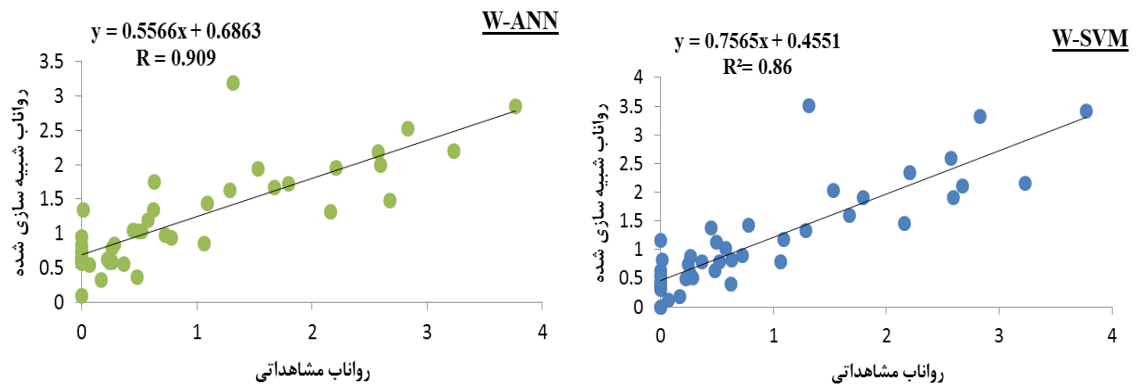 W-ANN
y = 0.5566x + 0.6863
R = 0.909
3.5
3
2.5
2
1.5
1
0.5
0
0
1
2
3
4
رواناب شبیه سازی شده
رواناب مشاهداتی
W-SVM
y = 0.7565x + 0.4551
R²= 0.86
4
3.5
3
2.5
2
1.5
1
0.5
0
0
1
2
3
4
رواناب شبیه سازی شده
رواناب مشاهداتی